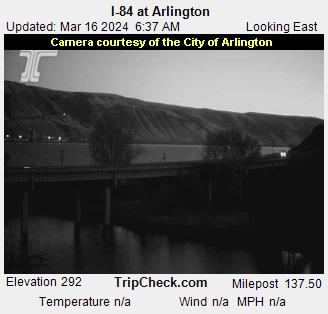 I-84 at Arlington
Updated: Mar 16 2024 6:37 AM Looking East
Camera courtesy of the City of Arlington
Elevation 292 TripCheck.com Milepost 137.50
Temperature n/a Wind n/a MPH n/a